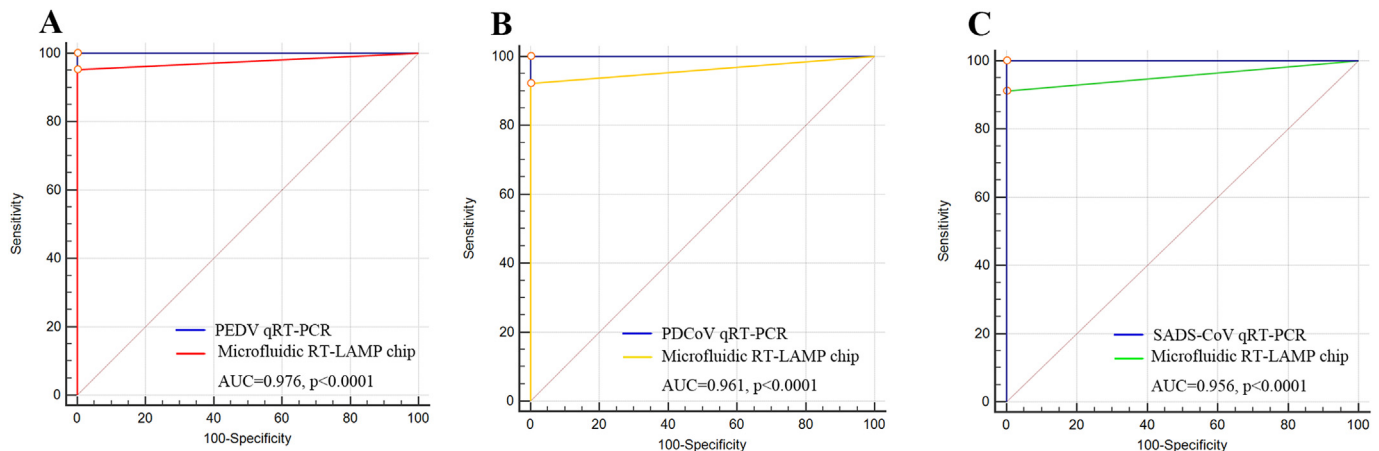 A
100
80
60
40
20
0
Sensitivity
PEDV qRT-PCR
Microfluidic RT-LAMP chip
AUC=0.976, p<0.0001
0 20 40 60 80 100
100-Specificity
B
100
80
60
40
20
0
Sensitivity
PDCoV qRT-PCR
Microfluidic RT-LAMP chip
AUC=0.961, p<0.0001
0 20 40 60 80 100
100-Specificity
C
100
80
60
40
20
0
Sensitivity
SADS-CoV qRT-PCR
Microfluidic RT-LAMP chip
AUC=0.956, p<0.0001
0 20 40 60 80 100
100-Specificity